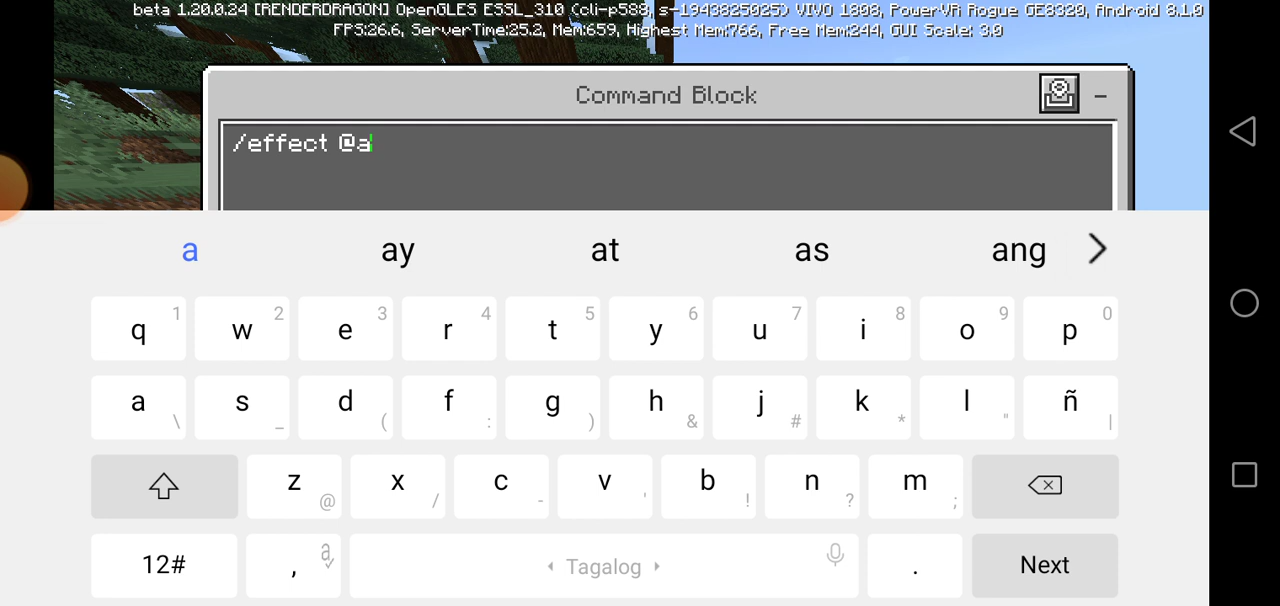 beta 1.20.0.24 [RENDERDRAGON] OpenGLES ESSL_310 (cli-p588, s-1943825025) VIVO 1808, PowerVR Rogue GE8320, Android 8.1.0
FPS:26.6, ServerTime:25.2, Mem:659, Highest Mem:766, Free Mem:244, GUI Scale: 3.0
Command Block
/effect @a
a ay at as ang
q 1 w 2 e 3 r 4 t 5 y 6 u 7 i 8 o 9 p 0
a \ s _ d ( f : g ) h & j # k * l " ñ |
z @ x / c - v ' b ! n ? m ;
12# , a Tagalog . Next